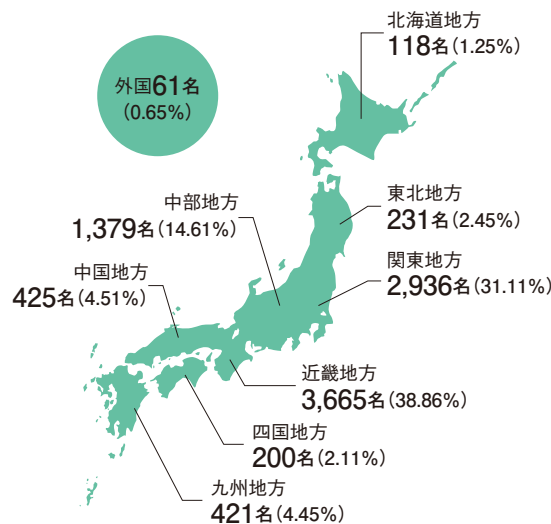 北海道地方
118名(1.25%)
外国61名
(0.65%)
東北地方
231名(2.45%)
中部地方
1,379名(14.61%)
関東地方
2,936名(31.11%)
中国地方
425名(4.51%)
近畿地方
3,665名(38.86%)
四国地方
200名(2.11%)
九州地方
421名(4.45%)